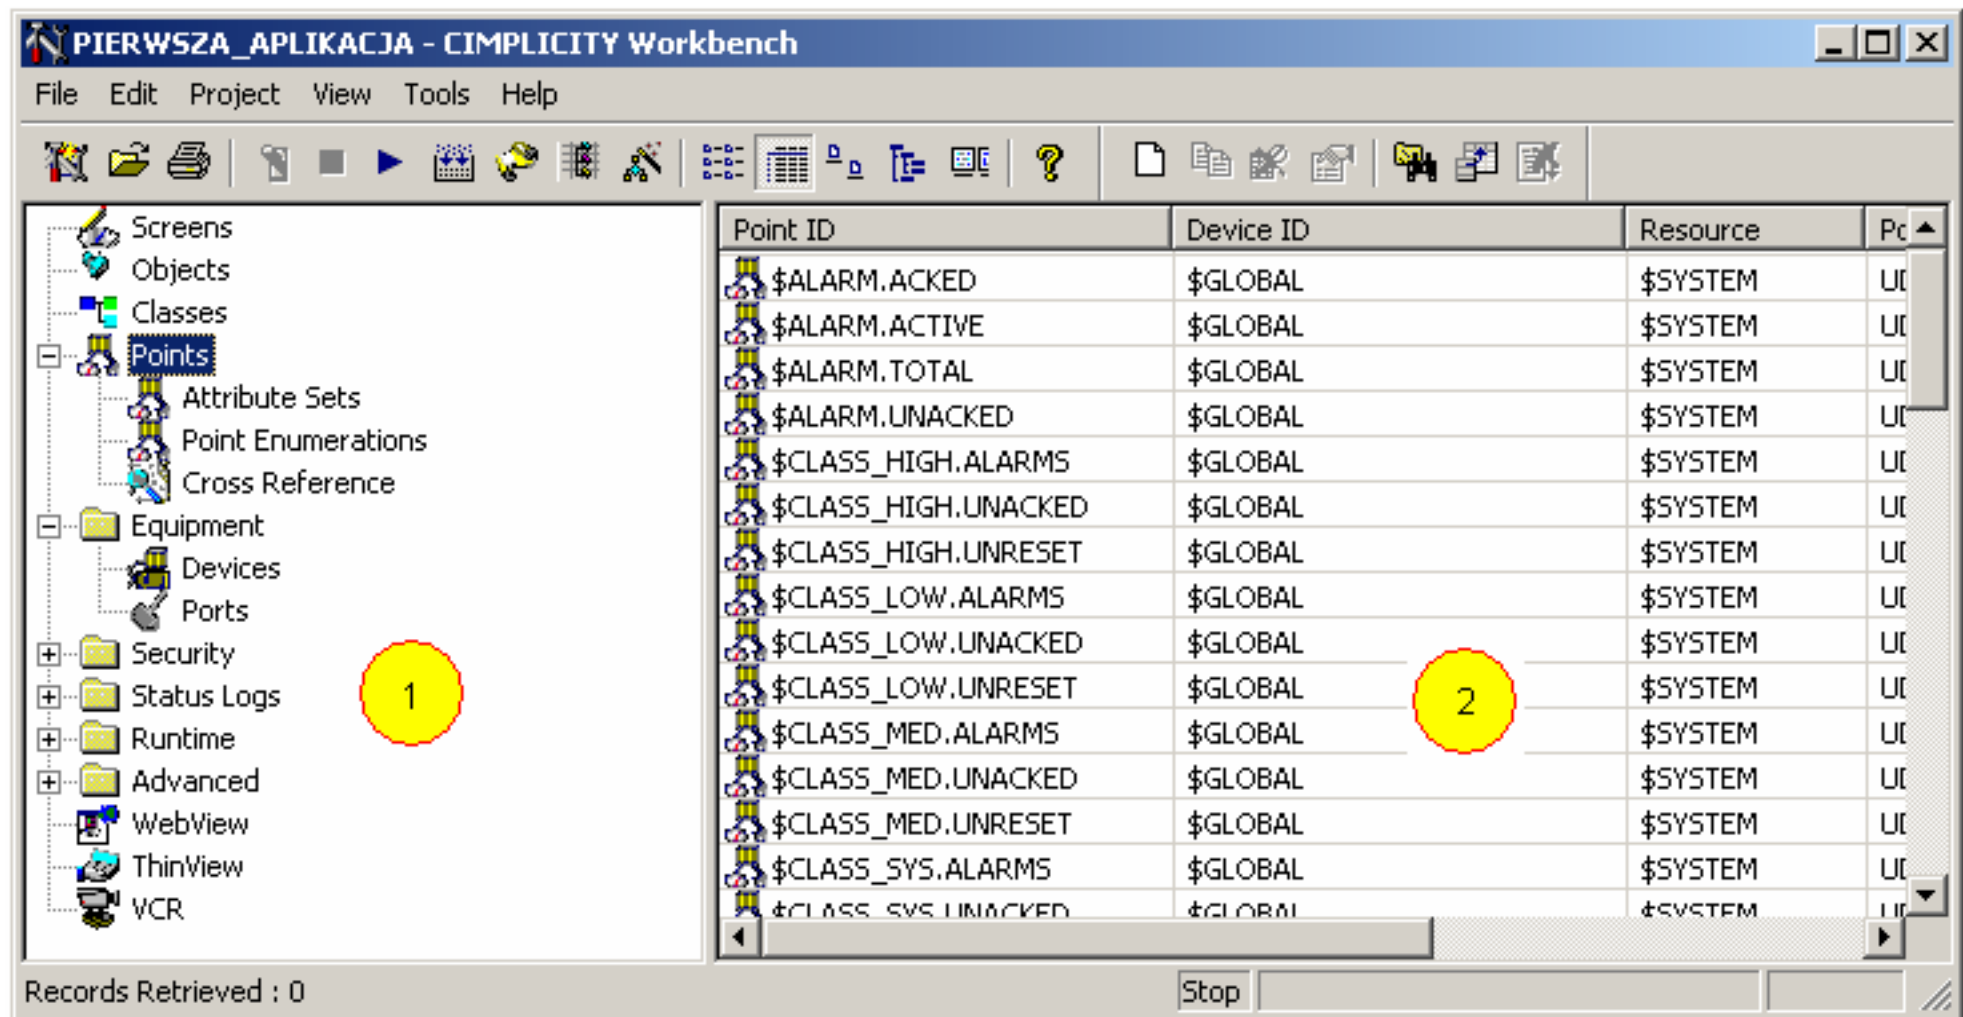 PIERWSZA_APLIKACJA - CIMPLICITY Workbench
File Edit Project View Tools Help
Screens
Objects
Classes
Points
Attribute Sets
Point Enumerations
Cross Reference
Equipment
Devices
Ports
Security
Status Logs
Runtime
Advanced
WebView
ThinView
VCR
1
Point ID Device ID Resource
$ALARM.ACKED $GLOBAL $SYSTEM
$ALARM.ACTIVE $GLOBAL $SYSTEM
$ALARM.TOTAL $GLOBAL $SYSTEM
$ALARM.UNACKED $GLOBAL $SYSTEM
$CLASS_HIGH.ALARMS $GLOBAL $SYSTEM
$CLASS_HIGH.UNACKED $GLOBAL $SYSTEM
$CLASS_HIGH.UNRESET $GLOBAL $SYSTEM
$CLASS_LOW.ALARMS $GLOBAL $SYSTEM
$CLASS_LOW.UNACKED $GLOBAL $SYSTEM
$CLASS_LOW.UNRESET $GLOBAL $SYSTEM
2
$CLASS_MED.ALARMS $GLOBAL $SYSTEM
$CLASS_MED.UNACKED $GLOBAL $SYSTEM
$CLASS_MED.UNRESET $GLOBAL $SYSTEM
$CLASS_SYS.ALARMS $GLOBAL $SYSTEM
$CLASS_SYS.UNACKED $GLOBAL $SYSTEM
Records Retrieved : 0 Stop